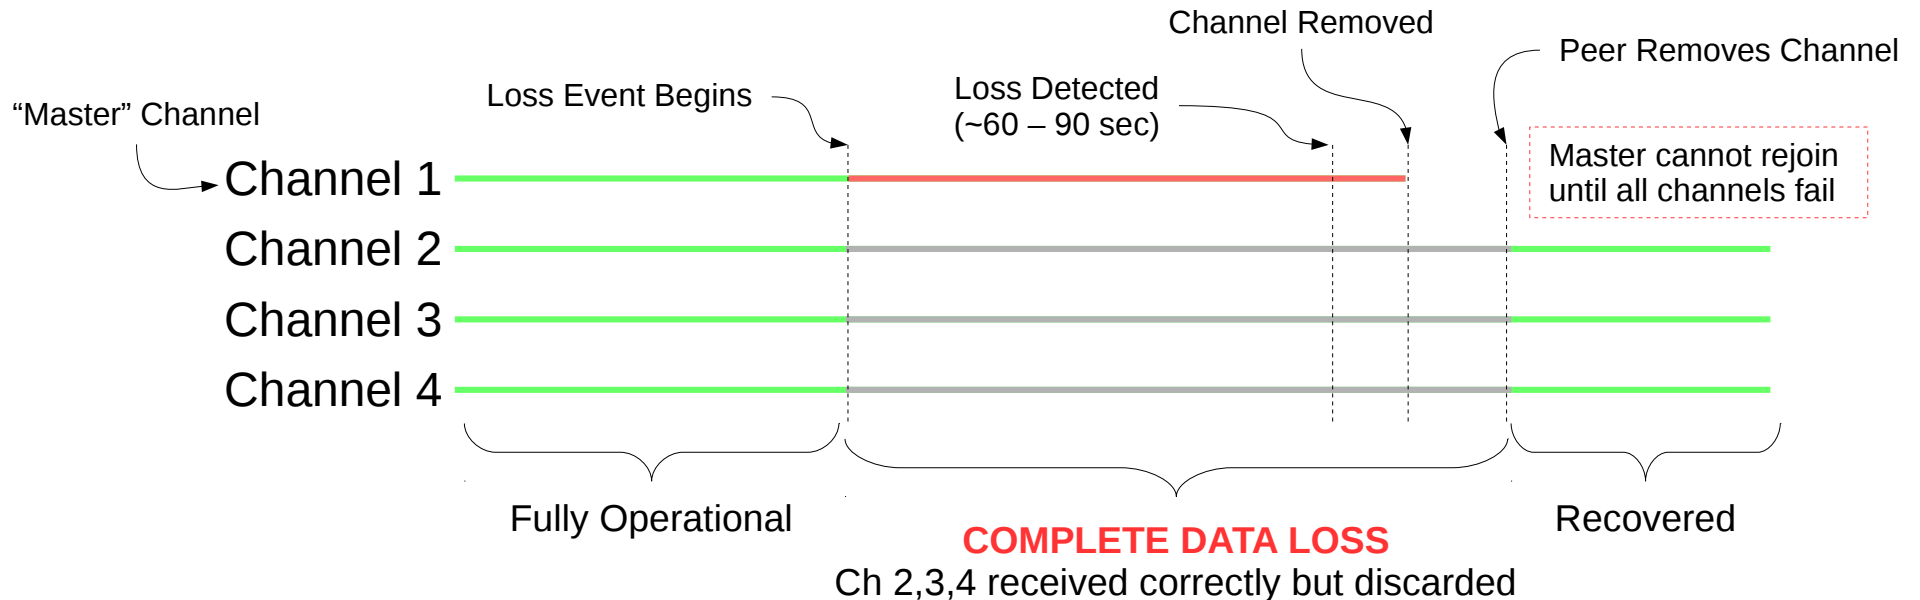 Channel Removed
Peer Removes Channel
Loss Detected
(~60 – 90 sec)
Loss Event Begins
“Master” Channel
Master cannot rejoin
until all channels fail
Channel 1
Channel 2
Channel 3
Channel 4
Fully Operational
COMPLETE DATA LOSS
Ch 2,3,4 received correctly but discarded
Recovered